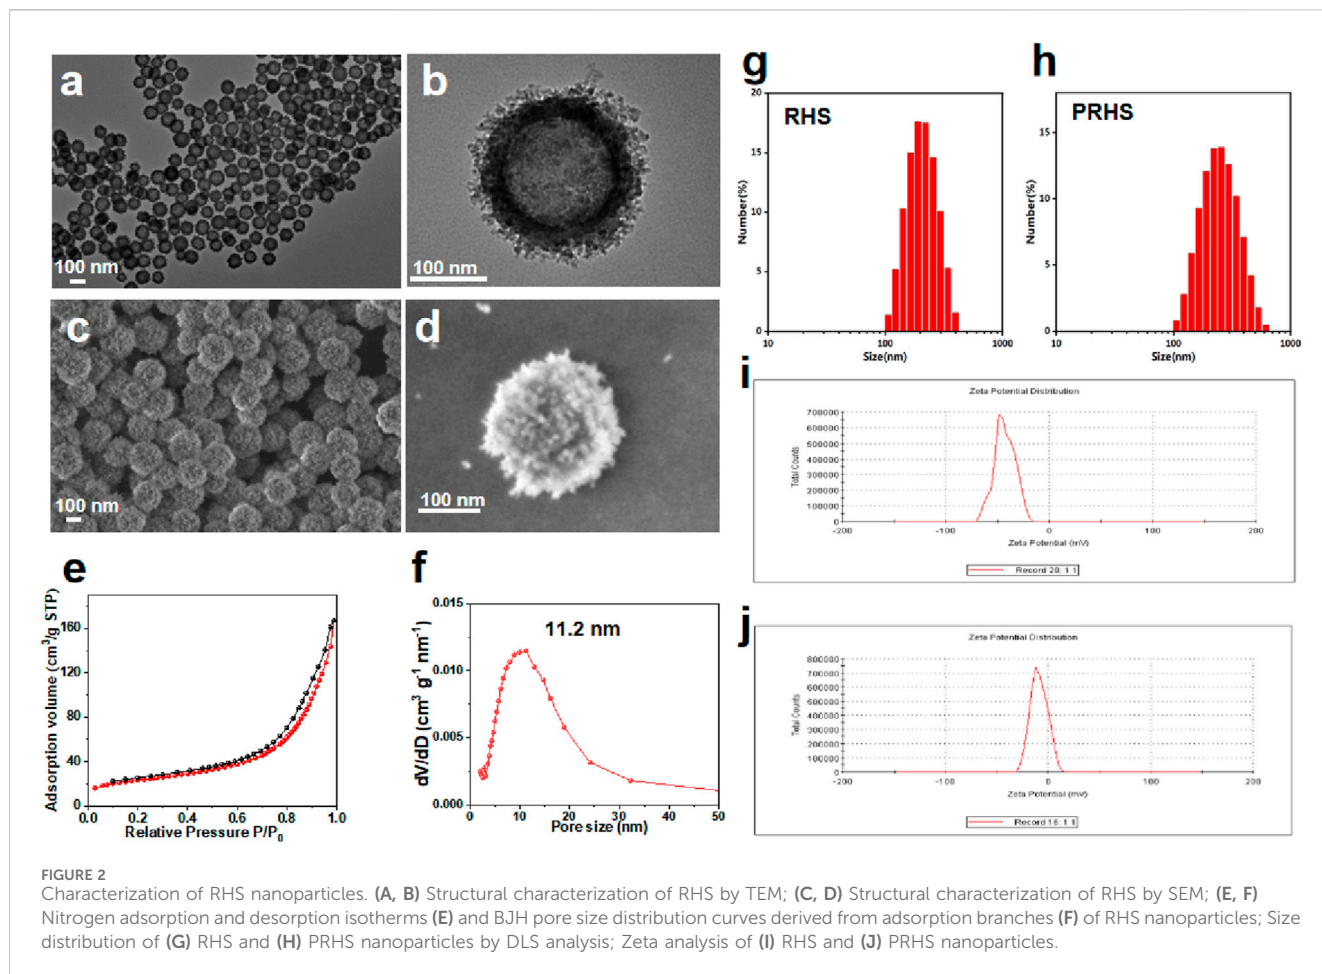 a
100 nm
b
100 nm
c
100 nm
d
100 nm
e
Adsorption volume (cm³/g STP)
160
120
80
40
0
0.0 0.2 0.4 0.6 0.8 1.0
Relative Pressure P/P₀
f
11.2 nm
dV/dD (cm³ g⁻¹ nm⁻¹)
0.015
0.010
0.005
0.000
0 10 20 30 40 50
Pore size (nm)
g
RHS
Number(%)
20
15
10
5
0
10 100 1000
Size(nm)
h
PRHS
Number(%)
15
10
5
0
10 100 1000
Size(nm)
i
Zeta Potential Distribution
Total Counts
700000
600000
500000
400000
300000
200000
100000
0
-200 -100 0 100 200
Zeta Potential (mV)
Record 20: 1 1
j
Zeta Potential Distribution
Total Counts
800000
700000
600000
500000
400000
300000
200000
100000
0
-200 -100 0 100 200
Zeta Potential (mV)
Record 16: 1 1
FIGURE 2
Characterization of RHS nanoparticles. (A, B) Structural characterization of RHS by TEM; (C, D) Structural characterization of RHS by SEM; (E, F)
Nitrogen adsorption and desorption isotherms (E) and BJH pore size distribution curves derived from adsorption branches (F) of RHS nanoparticles; Size
distribution of (G) RHS and (H) PRHS nanoparticles by DLS analysis; Zeta analysis of (I) RHS and (J) PRHS nanoparticles.